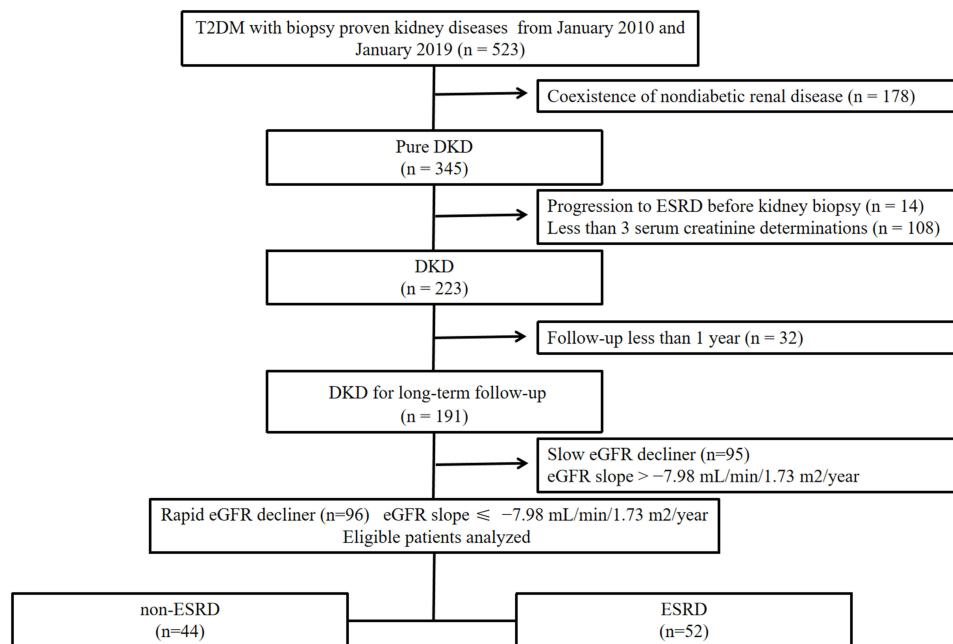 T2DM with biopsy proven kidney diseases from January 2010 and
January 2019 (n = 523)
Coexistence of nondiabetic renal disease (n = 178)
Pure DKD
(n = 345)
Progression to ESRD before kidney biopsy (n = 14)
Less than 3 serum creatinine determinations (n = 108)
DKD
(n = 223)
Follow-up less than 1 year (n = 32)
DKD for long-term follow-up
(n = 191)
Slow eGFR decliner (n=95)
eGFR slope > −7.98 mL/min/1.73 m2/year
Rapid eGFR decliner (n=96) eGFR slope ≤ −7.98 mL/min/1.73 m2/year
Eligible patients analyzed
non-ESRD
(n=44)
ESRD
(n=52)